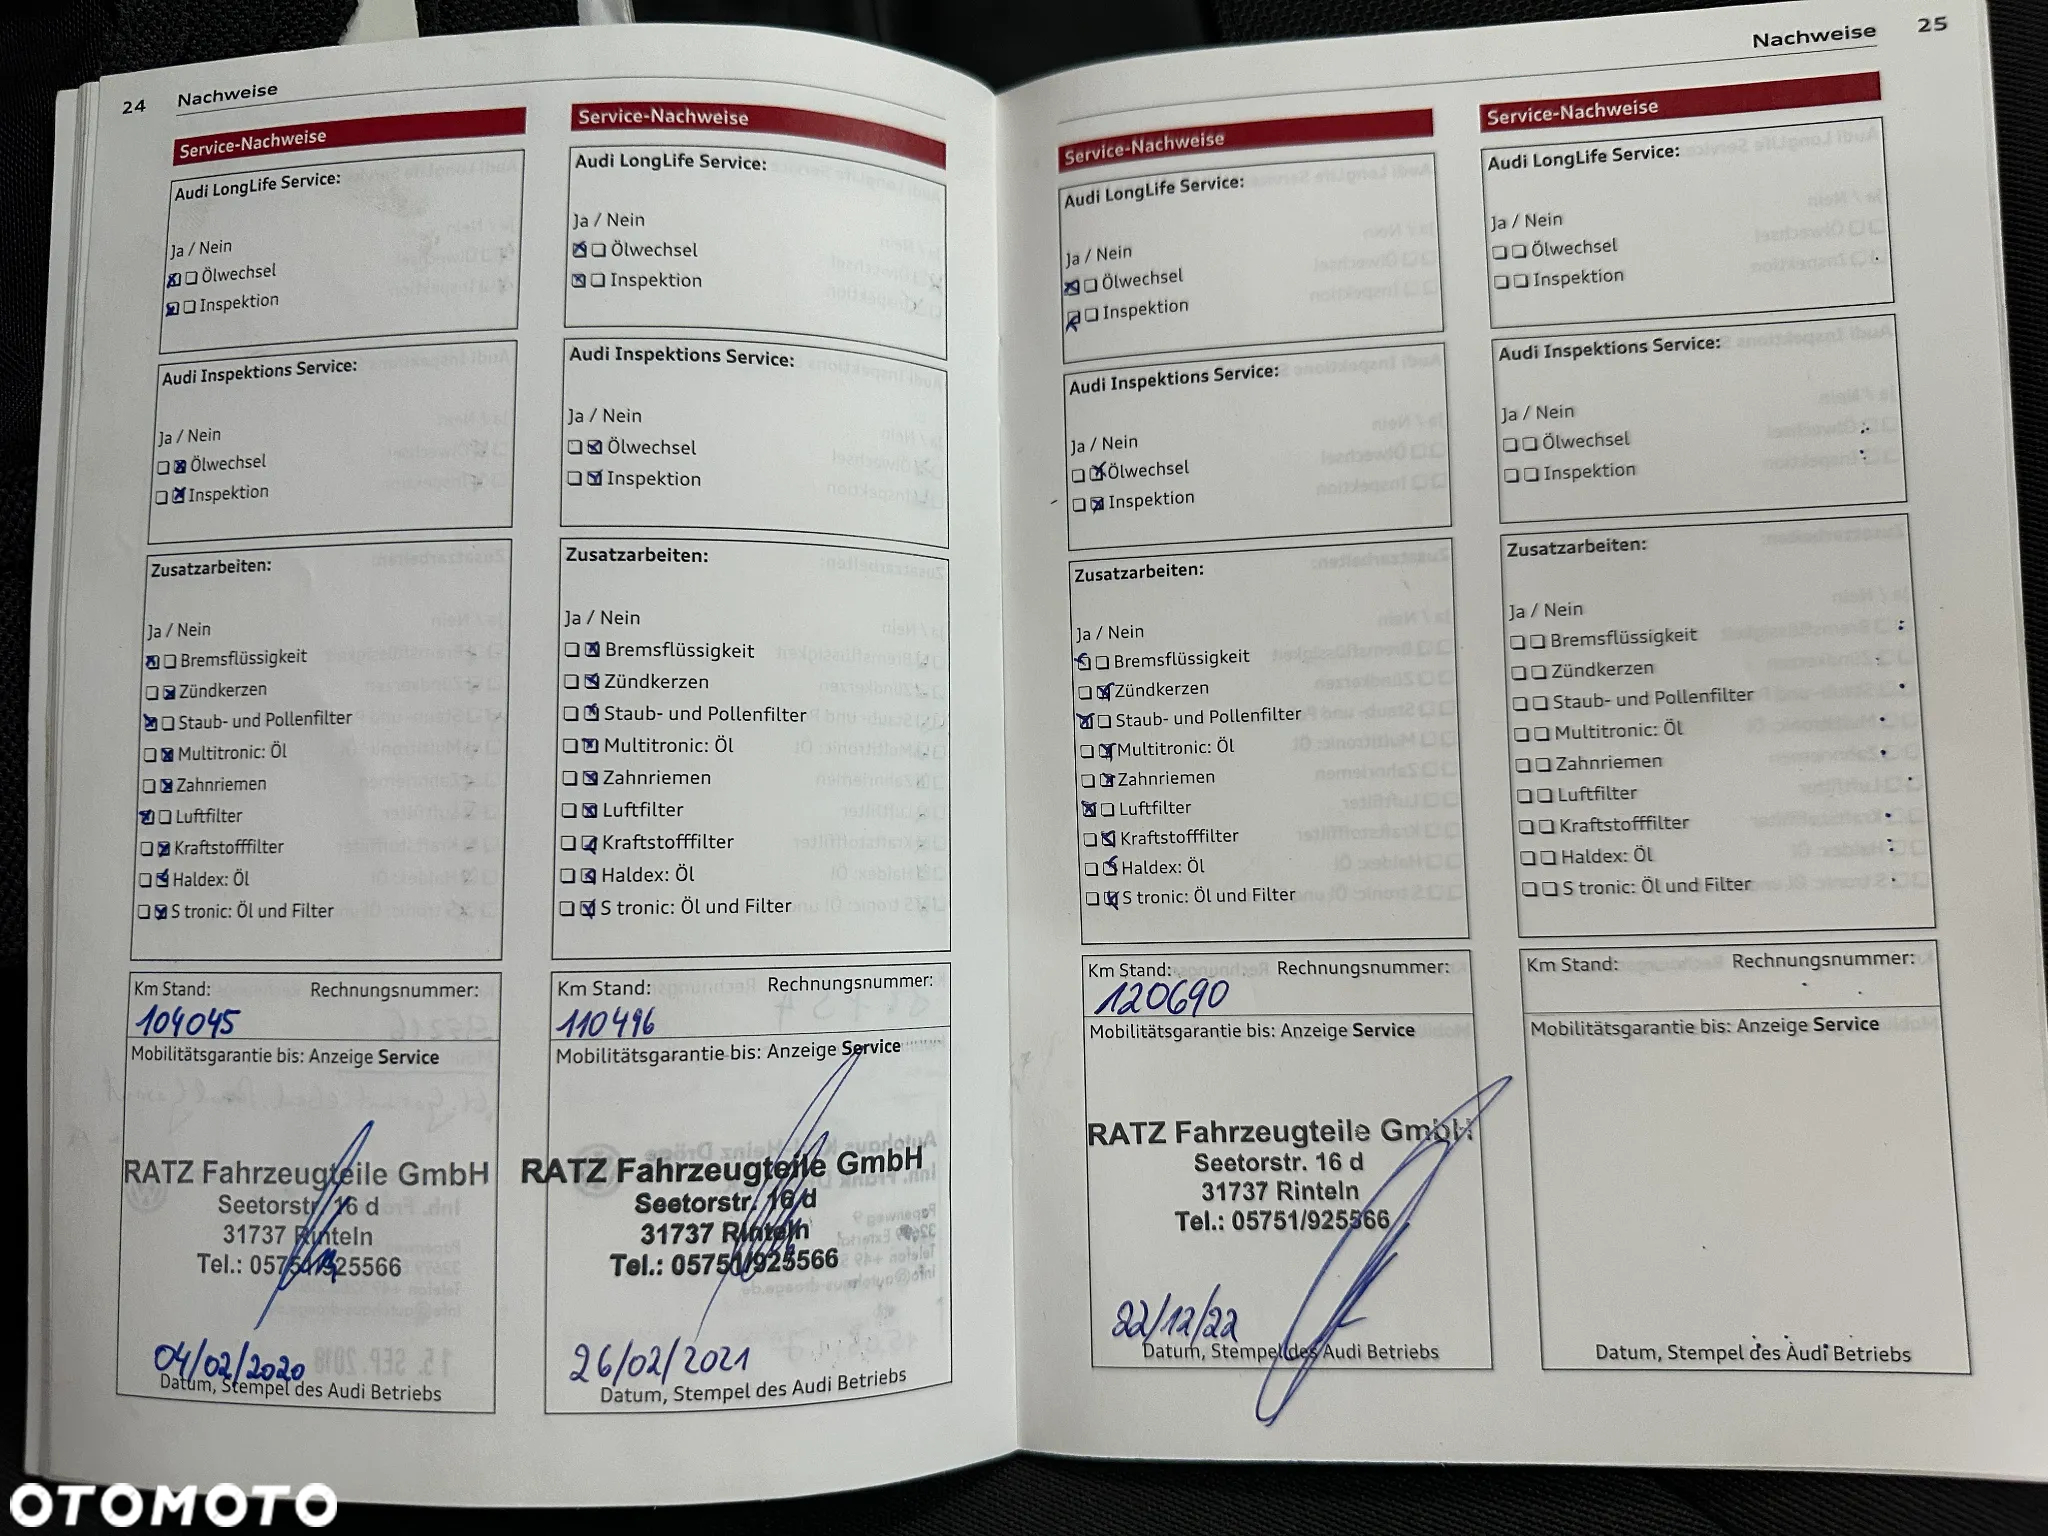 24 Nachweise
Service-Nachweise
Audi LongLife Service:
Ja / Nein
Ölwechsel
Inspektion
Audi Inspektions Service:
Ja / Nein
Ölwechsel
Inspektion
Zusatzarbeiten:
Ja / Nein
Bremsflüssigkeit
Zündkerzen
Staub- und Pollenfilter
Multitronic: Öl
Zahnriemen
Luftfilter
Kraftstofffilter
Haldex: Öl
S tronic: Öl und Filter
Km Stand: Rechnungsnummer:
104045
Mobilitätsgarantie bis: Anzeige Service
RATZ Fahrzeugteile GmbH
Seetorstr. 16 d
31737 Rinteln
Tel.: 05751/925566
04/02/2020
Datum, Stempel des Audi Betriebs
Service-Nachweise
Audi LongLife Service:
Ja / Nein
Ölwechsel
Inspektion
Audi Inspektions Service:
Ja / Nein
Ölwechsel
Inspektion
Zusatzarbeiten:
Ja / Nein
Bremsflüssigkeit
Zündkerzen
Staub- und Pollenfilter
Multitronic: Öl
Zahnriemen
Luftfilter
Kraftstofffilter
Haldex: Öl
S tronic: Öl und Filter
Km Stand: Rechnungsnummer:
110496
Mobilitätsgarantie bis: Anzeige Service
RATZ Fahrzeugteile GmbH
Seetorstr. 16 d
31737 Rinteln
Tel.: 05751/925566
26/02/2021
Datum, Stempel des Audi Betriebs
Nachweise 25
Service-Nachweise
Audi LongLife Service:
Ja / Nein
Ölwechsel
Inspektion
Audi Inspektions Service:
Ja / Nein
Ölwechsel
Inspektion
Zusatzarbeiten:
Ja / Nein
Bremsflüssigkeit
Zündkerzen
Staub- und Pollenfilter
Multitronic: Öl
Zahnriemen
Luftfilter
Kraftstofffilter
Haldex: Öl
S tronic: Öl und Filter
Km Stand: Rechnungsnummer:
120690
Mobilitätsgarantie bis: Anzeige Service
RATZ Fahrzeugteile GmbH
Seetorstr. 16 d
31737 Rinteln
Tel.: 05751/925566
22/12/22
Datum, Stempel des Audi Betriebs
Service-Nachweise
Audi LongLife Service:
Ja / Nein
Ölwechsel
Inspektion
Audi Inspektions Service:
Ja / Nein
Ölwechsel
Inspektion
Zusatzarbeiten:
Ja / Nein
Bremsflüssigkeit
Zündkerzen
Staub- und Pollenfilter
Multitronic: Öl
Zahnriemen
Luftfilter
Kraftstofffilter
Haldex: Öl
S tronic: Öl und Filter
Km Stand: Rechnungsnummer:
Mobilitätsgarantie bis: Anzeige Service
Datum, Stempel des Audi Betriebs
OTOMOTO